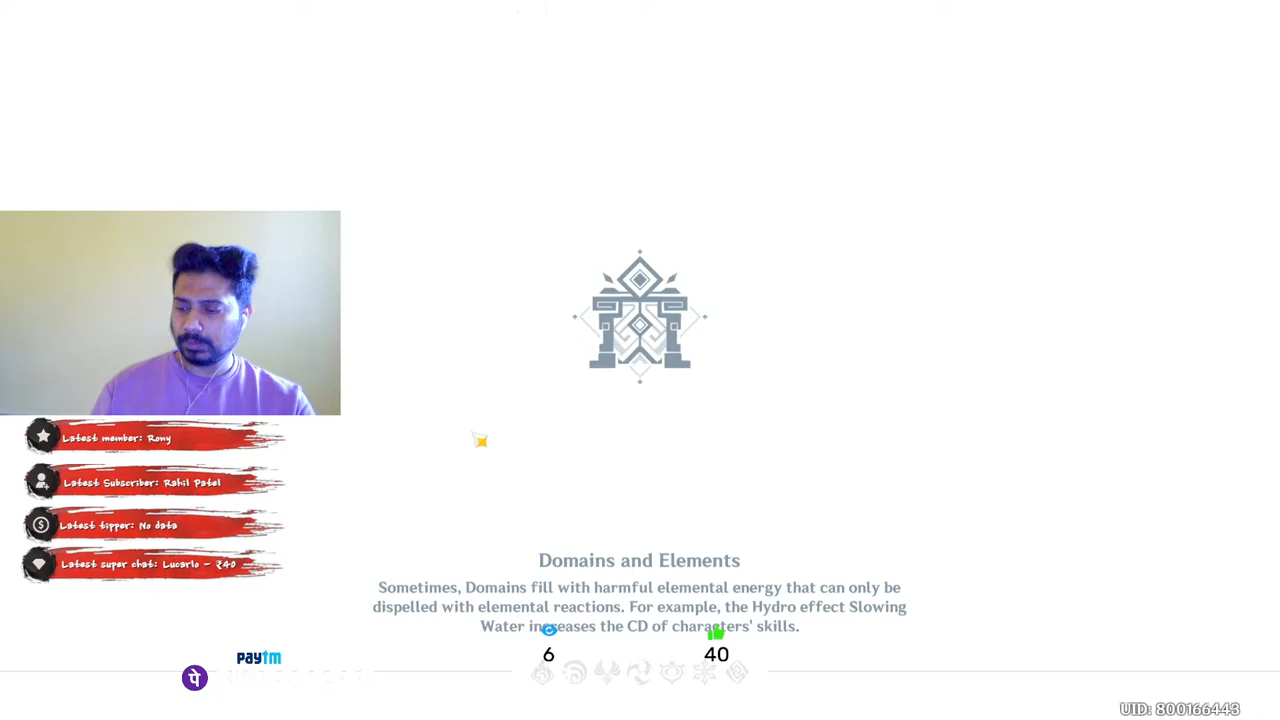 Latest member: Rony
Latest Subscriber: Rahil Patel
Latest tipper: No data
Latest super chat: Lucarlo - ₹40
Domains and Elements
Sometimes, Domains fill with harmful elemental energy that can only be
dispelled with elemental reactions. For example, the Hydro effect Slowing
Water increases the CD of characters' skills.
6
40
paytm
पे
UID: 800166443